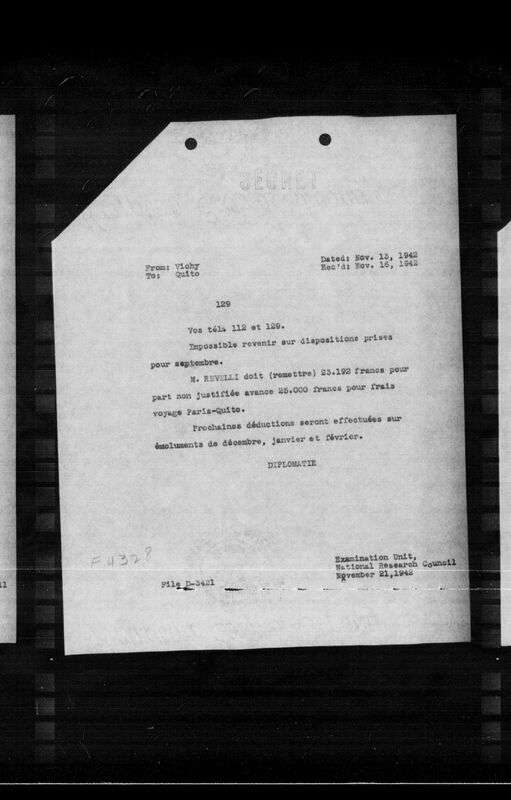 SECRET
From: Vichy
To: Quito
Dated: Nov. 13, 1942
Rec'd: Nov. 16, 1942
129
Vos tél. 112 et 129.
Impossible revenir sur dispositions prises
pour septembre.
M. REVELLI doit (remettre) 23.192 francs pour
part non justifiée avance 25.000 francs pour frais
voyage Paris-Quito.
Prochaines déductions seront effectuées sur
émoluments de décembre, janvier et février.
DIPLOMATIE
F 4328
File D-3421
Examination Unit,
National Research Council
November 21,1942